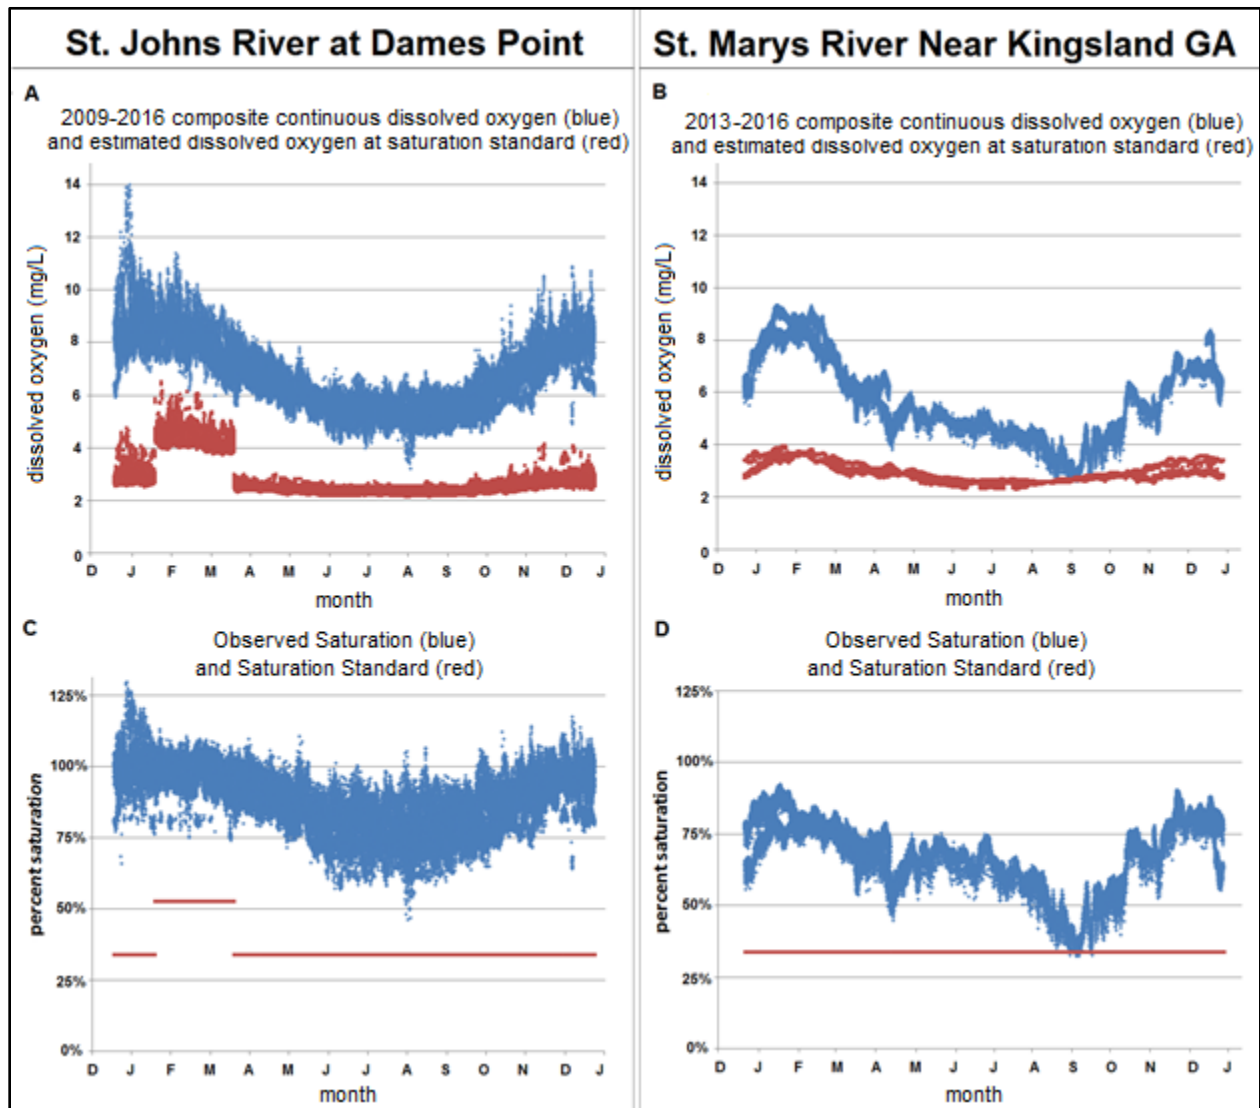 St. Johns River at Dames Point
St. Marys River Near Kingsland GA
A
2009-2016 composite continuous dissolved oxygen (blue)
and estimated dissolved oxygen at saturation standard (red)
14
12
10
8
6
4
2
0
dissolved oxygen (mg/L)
D J F M A M J J A S O N D J
month
B
2013-2016 composite continuous dissolved oxygen (blue)
and estimated dissolved oxygen at saturation standard (red)
14
12
10
8
6
4
2
0
dissolved oxygen (mg/L)
D J F M A M J J A S O N D J
month
C
Observed Saturation (blue)
and Saturation Standard (red)
125%
100%
75%
50%
25%
0%
percent saturation
D J F M A M J J A S O N D J
month
D
Observed Saturation (blue)
and Saturation Standard (red)
125%
100%
75%
50%
25%
0%
percent saturation
D J F M A M J J A S O N D J
month